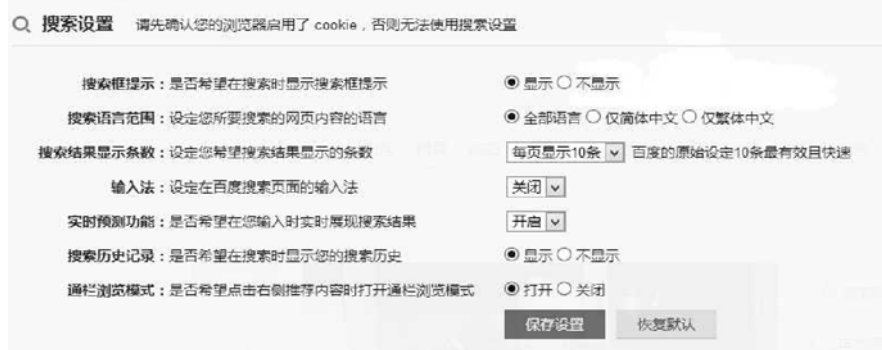 搜索设置 请先确认您的浏览器启用了 cookie，否则无法使用搜索设置
搜索框提示：是否希望在搜索时显示搜索框提示 显示 不显示
搜索语言范围：设定您所要搜索的网页内容的语言 全部语言 仅简体中文 仅繁体中文
搜索结果显示条数：设定您希望搜索结果显示的条数 每页显示10条 百度的原始设定10条最有效且快速
输入法：设定在百度搜索页面的输入法 关闭
实时预测功能：是否希望在您输入时实时展现搜索结果 开启
搜索历史记录：是否希望在搜索时显示您的搜索历史 显示 不显示
通栏浏览模式：是否希望点击右侧推荐内容时打开通栏浏览模式 打开 关闭
保存设置 恢复默认